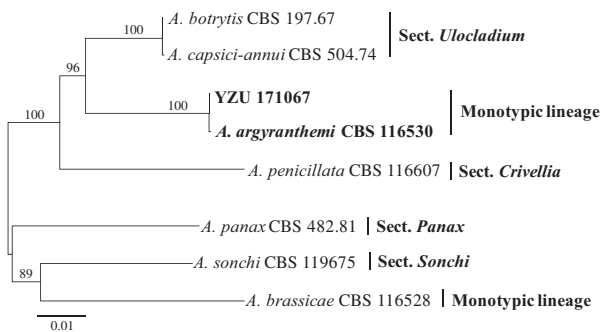 A. botrytis CBS 197.67
100
Sect. Ulocladium
A. capsici-annui CBS 504.74
96
YZU 171067
100
Monotypic lineage
100
A. argyranthemi CBS 116530
A. penicillata CBS 116607
Sect. Crivellia
A. panax CBS 482.81
Sect. Panax
A. sonchi CBS 119675
Sect. Sonchi
89
A. brassicae CBS 116528
Monotypic lineage
0.01